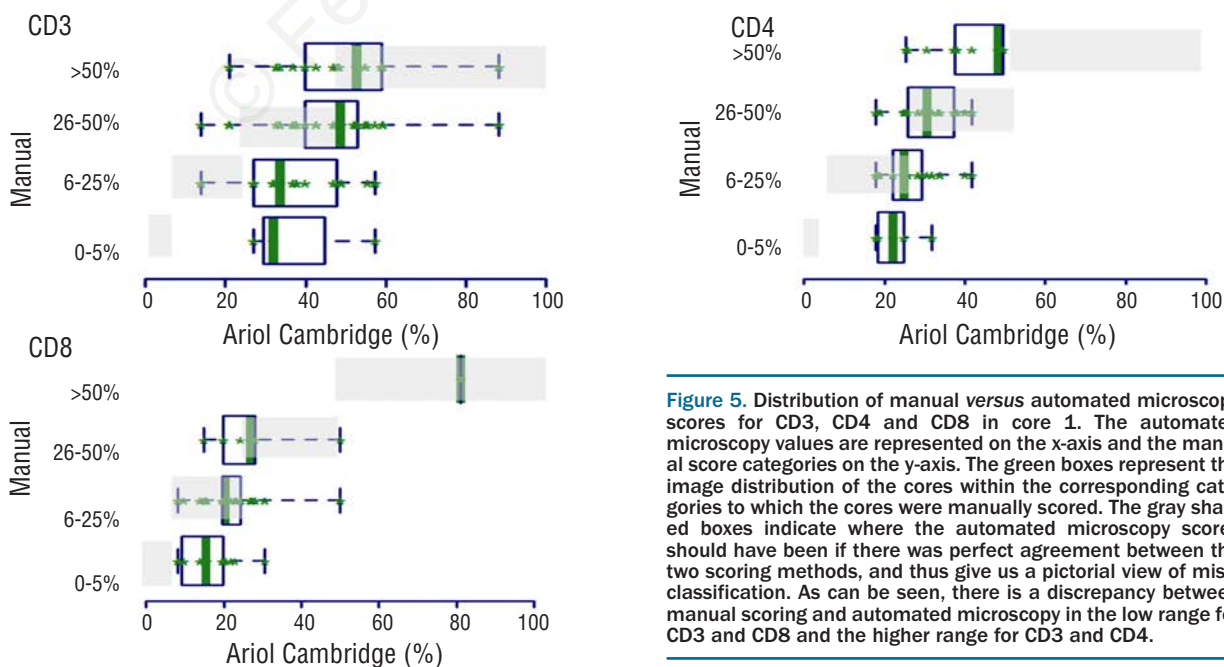 CD3
>50%
26-50%
6-25%
0-5%
Manual
0 20 40 60 80 100
Ariol Cambridge (%)
CD4
>50%
26-50%
6-25%
0-5%
Manual
0 20 40 60 80 100
Ariol Cambridge (%)
CD8
>50%
26-50%
6-25%
0-5%
Manual
0 20 40 60 80 100
Ariol Cambridge (%)
Figure 5. Distribution of manual versus automated microscop
scores for CD3, CD4 and CD8 in core 1. The automate
microscopy values are represented on the x-axis and the man
al score categories on the y-axis. The green boxes represent th
image distribution of the cores within the corresponding cat
gories to which the cores were manually scored. The gray sha
ed boxes indicate where the automated microscopy score
should have been if there was perfect agreement between th
two scoring methods, and thus give us a pictorial view of mis
classification. As can be seen, there is a discrepancy betwee
manual scoring and automated microscopy in the low range f
CD3 and CD8 and the higher range for CD3 and CD4.